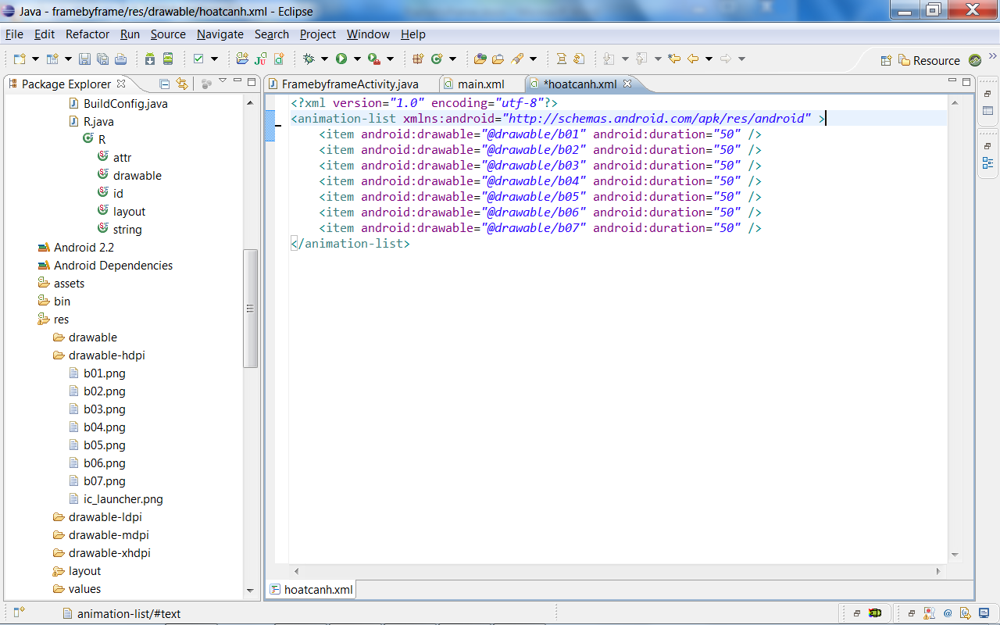 Java - framebyframe/res/drawable/hoatcanh.xml - Eclipse
File Edit Refactor Run Source Navigate Search Project Window Help
Resource
Package Explorer
BuildConfig.java
R.java
R
attr
drawable
id
layout
string
Android 2.2
Android Dependencies
assets
bin
res
drawable
drawable-hdpi
b01.png
b02.png
b03.png
b04.png
b05.png
b06.png
b07.png
ic_launcher.png
drawable-ldpi
drawable-mdpi
drawable-xhdpi
layout
values
FramebyframeActivity.java main.xml *hoatcanh.xml
<?xml version="1.0" encoding="utf-8"?>
<animation-list xmlns:android="http://schemas.android.com/apk/res/android" >
<item android:drawable="@drawable/b01" android:duration="50" />
<item android:drawable="@drawable/b02" android:duration="50" />
<item android:drawable="@drawable/b03" android:duration="50" />
<item android:drawable="@drawable/b04" android:duration="50" />
<item android:drawable="@drawable/b05" android:duration="50" />
<item android:drawable="@drawable/b06" android:duration="50" />
<item android:drawable="@drawable/b07" android:duration="50" />
</animation-list>
hoatcanh.xml
animation-list/#text